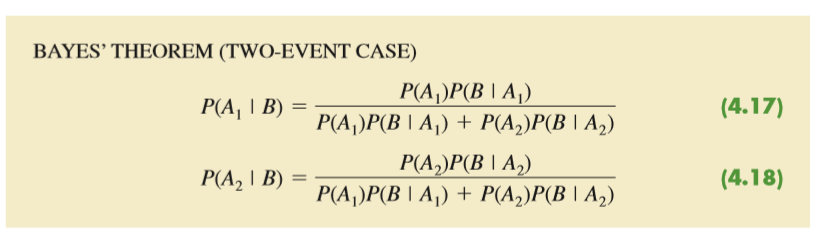 BAYES' THEOREM (TWO-EVENT CASE)
P(A₁ | B) = P(A₁)P(B | A₁) / P(A₁)P(B | A₁) + P(A₂)P(B | A₂) (4.17)
P(A₂ | B) = P(A₂)P(B | A₂) / P(A₁)P(B | A₁) + P(A₂)P(B | A₂) (4.18)